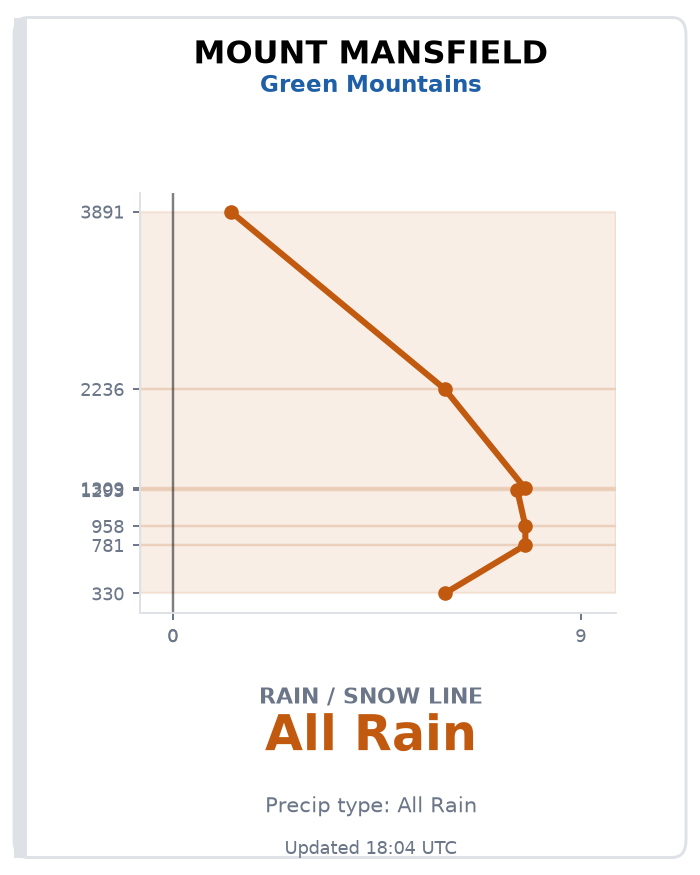 MOUNT MANSFIELD
Green Mountains
3891
2236
958
781
330
0
9
RAIN / SNOW LINE
All Rain
Precip type: All Rain
Updated 18:04 UTC